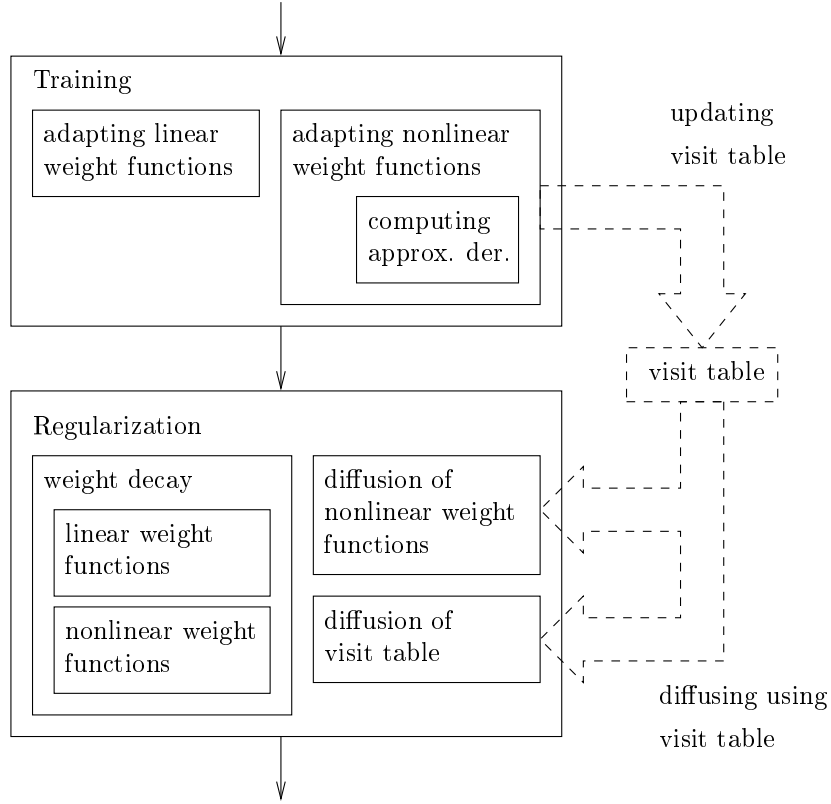 Training
adapting linear
weight functions
adapting nonlinear
weight functions
computing
approx. der.
updating
visit table
visit table
Regularization
weight decay
linear weight
functions
nonlinear weight
functions
diffusion of
nonlinear weight
functions
diffusion of
visit table
diffusing using
visit table